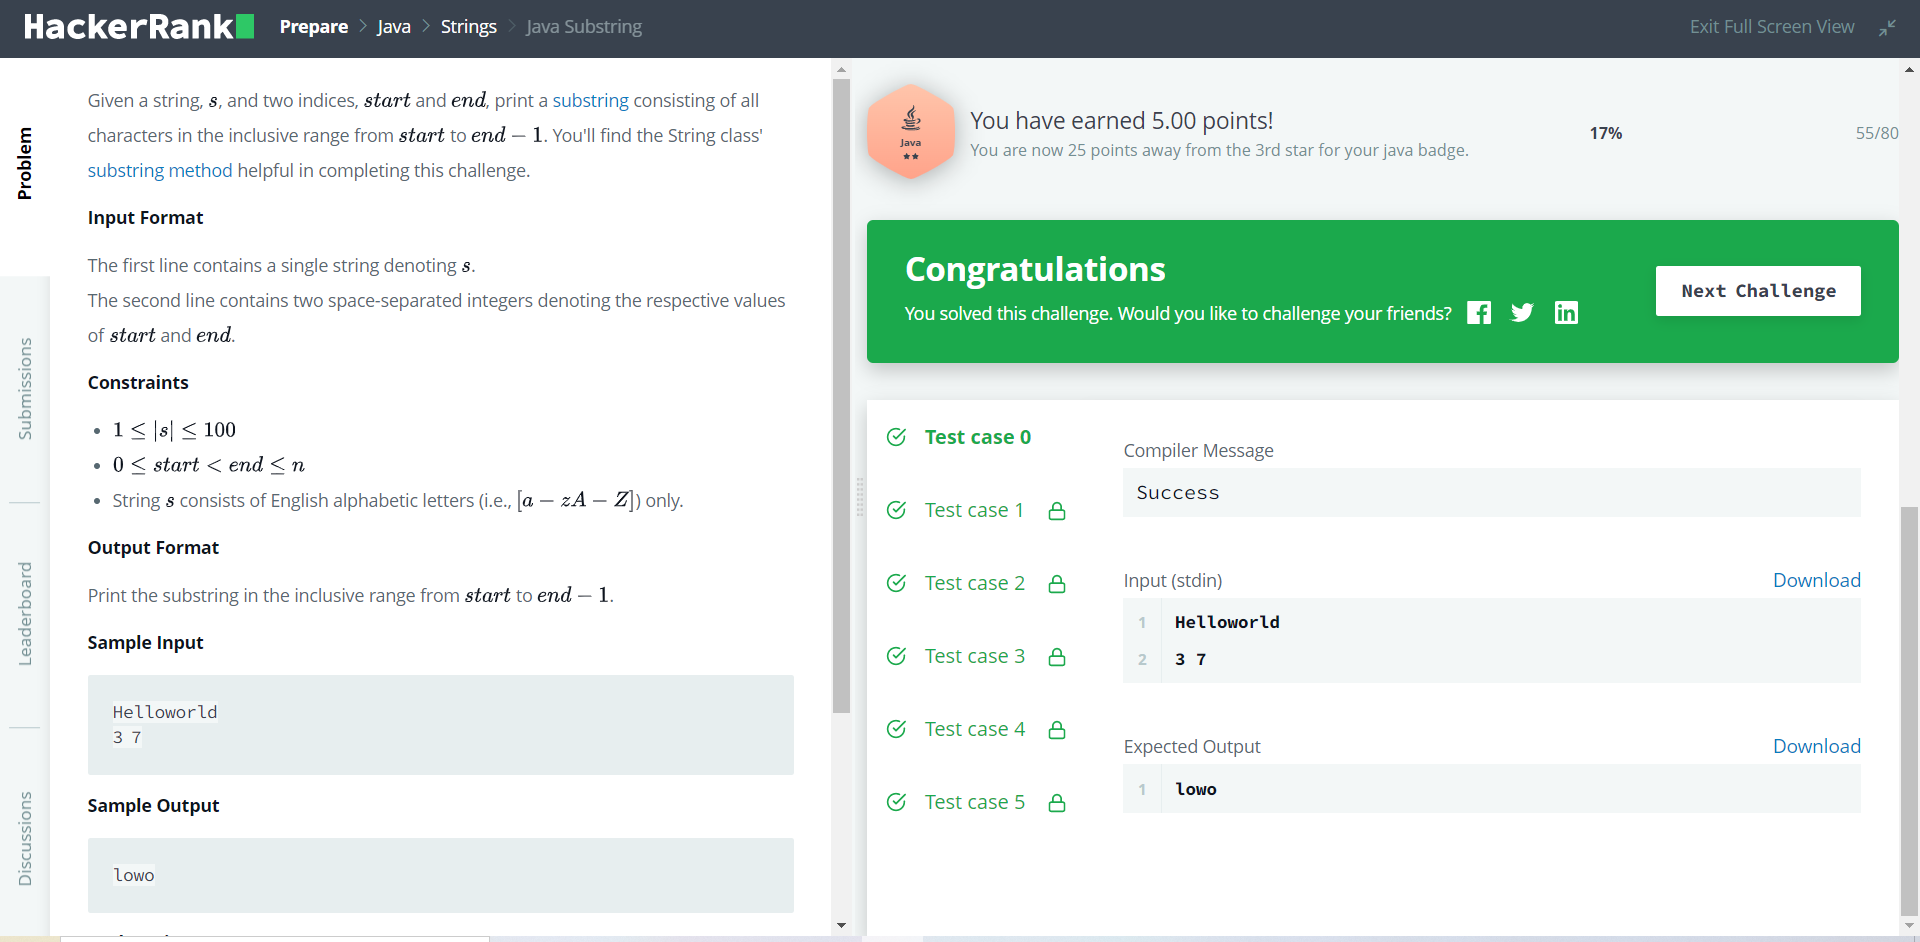 HackerRank
Prepare > Java > Strings > Java Substring
Exit Full Screen View
Problem
Submissions
Leaderboard
Discussions
Given a string, s, and two indices, start and end, print a substring consisting of all
characters in the inclusive range from start to end − 1. You'll find the String class'
substring method helpful in completing this challenge.
Input Format
The first line contains a single string denoting s.
The second line contains two space-separated integers denoting the respective values
of start and end.
Constraints
• 1 ≤ |s| ≤ 100
• 0 ≤ start < end ≤ n
• String s consists of English alphabetic letters (i.e., [a − zA − Z]) only.
Output Format
Print the substring in the inclusive range from start to end − 1.
Sample Input
Helloworld
3 7
Sample Output
lowo
Java
You have earned 5.00 points!
You are now 25 points away from the 3rd star for your java badge.
17%
55/80
Congratulations
You solved this challenge. Would you like to challenge your friends?
Next Challenge
Test case 0
Test case 1
Test case 2
Test case 3
Test case 4
Test case 5
Compiler Message
Success
Input (stdin)
Download
1 Helloworld
2 3 7
Expected Output
Download
1 lowo